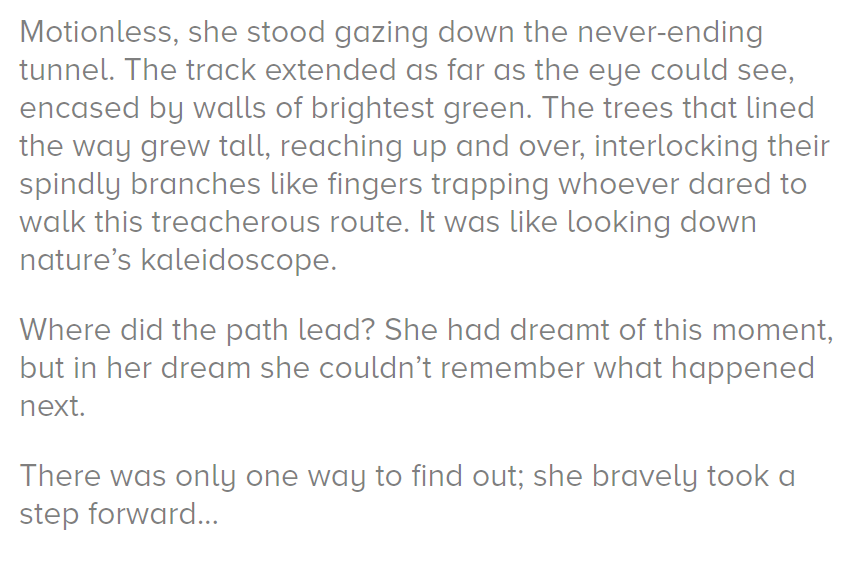 Motionless, she stood gazing down the never-ending
tunnel. The track extended as far as the eye could see,
encased by walls of brightest green. The trees that lined
the way grew tall, reaching up and over, interlocking their
spindly branches like fingers trapping whoever dared to
walk this treacherous route. It was like looking down
nature’s kaleidoscope.
Where did the path lead? She had dreamt of this moment,
but in her dream she couldn’t remember what happened
next.
There was only one way to find out; she bravely took a
step forward…